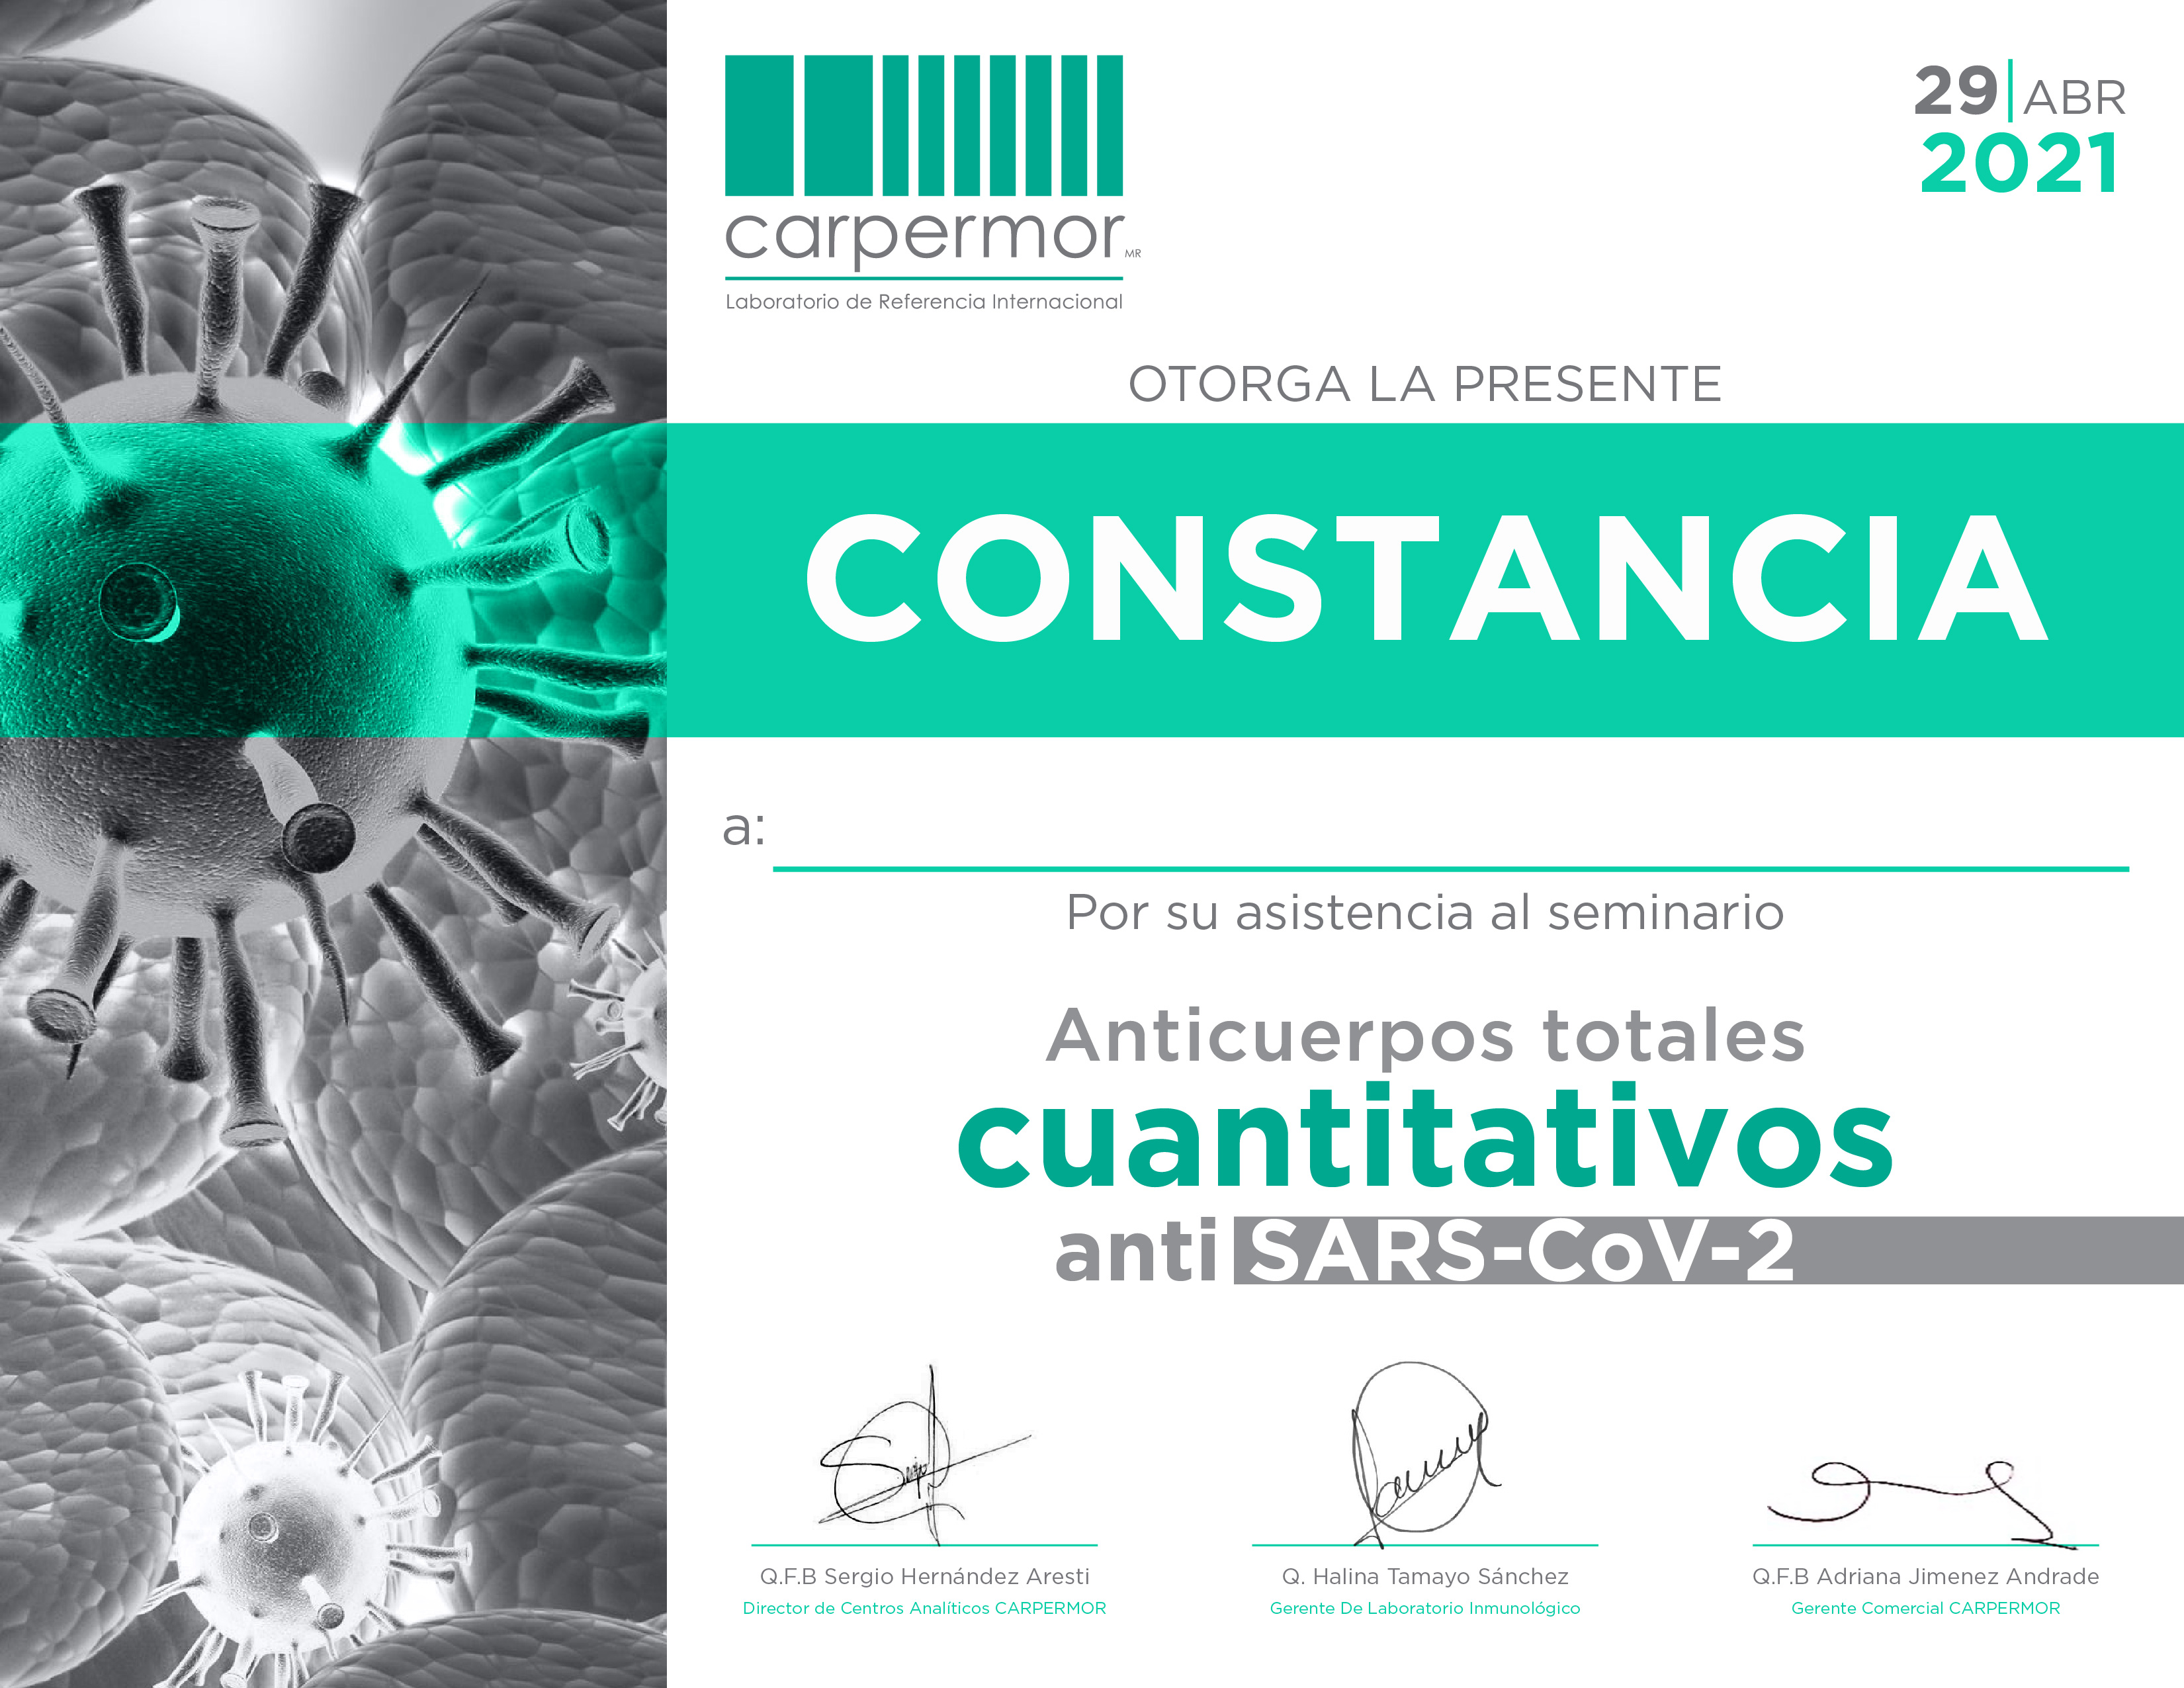 carpermor MR
Laboratorio de Referencia Internacional
29 ABR
2021
OTORGA LA PRESENTE
CONSTANCIA
a:
Por su asistencia al seminario
Anticuerpos totales
cuantitativos
anti SARS-CoV-2
Q.F.B Sergio Hernández Aresti
Director de Centros Analíticos CARPERMOR
Q. Halina Tamayo Sánchez
Gerente De Laboratorio Inmunológico
Q.F.B Adriana Jimenez Andrade
Gerente Comercial CARPERMOR